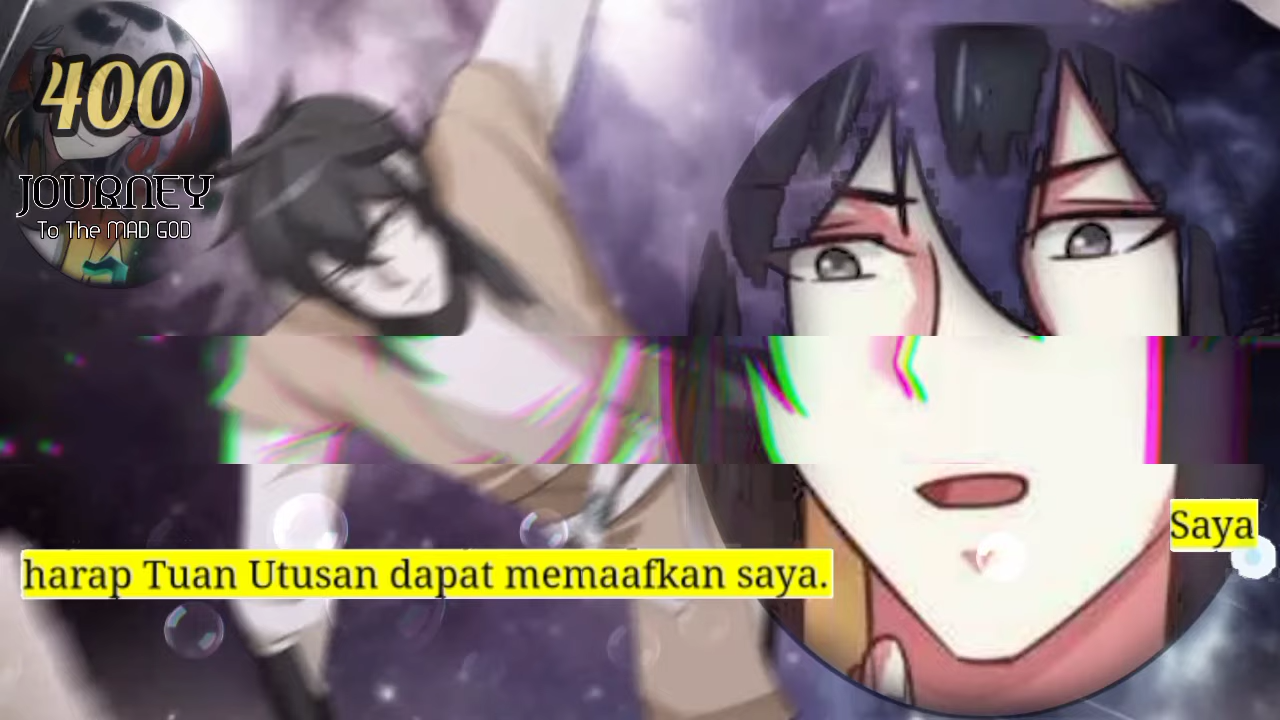 400
JOURNEY
To The MAD GOD
Saya
harap Tuan Utusan dapat memaafkan saya.